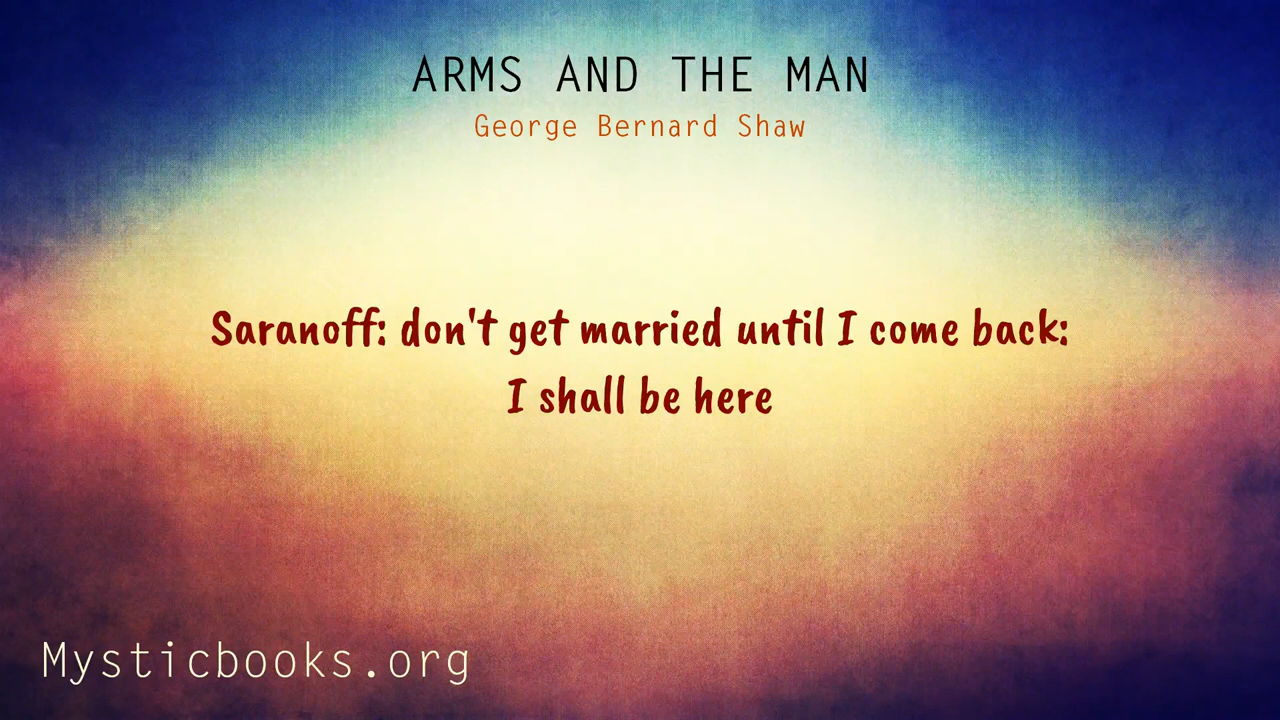 ARMS AND THE MAN
George Bernard Shaw
Saranoff: don't get married until I come back:
I shall be here
Mysticbooks.org